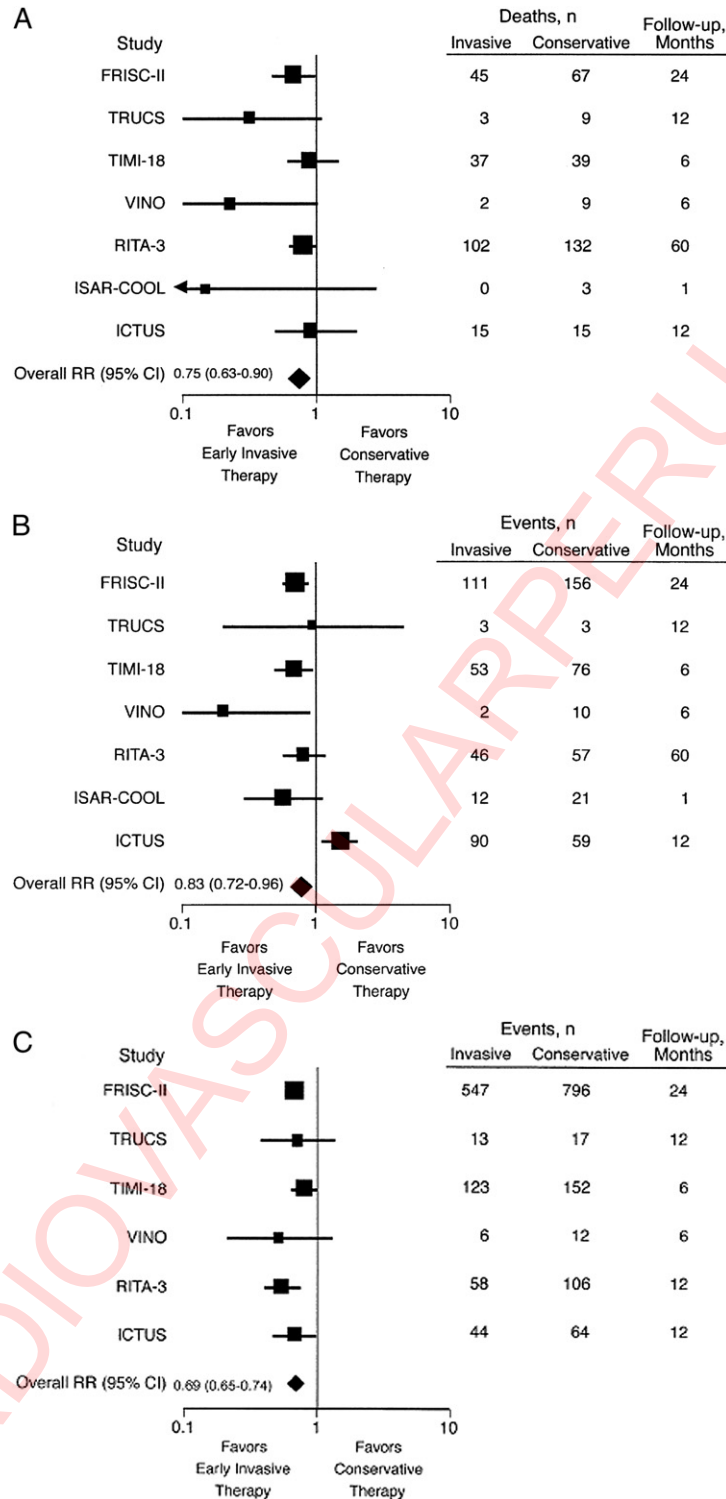 A
Deaths, n Follow-up,
Study Invasive Conservative Months
FRISC-II 45 67 24
TRUCS 3 9 12
TIMI-18 37 39 6
VINO 2 9 6
RITA-3 102 132 60
ISAR-COOL 0 3 1
ICTUS 15 15 12
Overall RR (95% CI) 0.75 (0.63-0.90)
0.1 1 10
Favors Favors
Early Invasive Conservative
Therapy Therapy
B
Events, n Follow-up,
Study Invasive Conservative Months
FRISC-II 111 156 24
TRUCS 3 3 12
TIMI-18 53 76 6
VINO 2 10 6
RITA-3 46 57 60
ISAR-COOL 12 21 1
ICTUS 90 59 12
Overall RR (95% CI) 0.83 (0.72-0.96)
0.1 1 10
Favors Favors
Early Invasive Conservative
Therapy Therapy
C
Events, n Follow-up,
Study Invasive Conservative Months
FRISC-II 547 796 24
TRUCS 13 17 12
TIMI-18 123 152 6
VINO 6 12 6
RITA-3 58 106 12
ICTUS 44 64 12
Overall RR (95% CI) 0.69 (0.65-0.74)
0.1 1 10
Favors Favors
Early Invasive Conservative
Therapy Therapy
RDIOVASCULARPERU